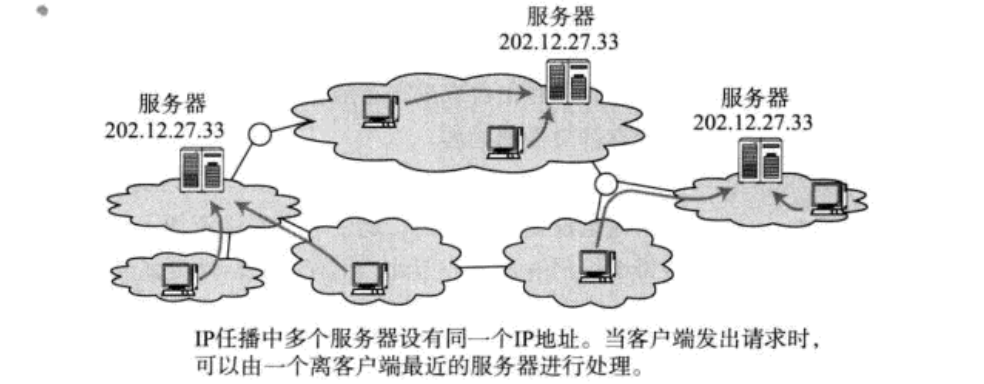 服务器
202.12.27.33
服务器
202.12.27.33
服务器
202.12.27.33
IP任播中多个服务器设有同一个IP地址。当客户端发出请求时，
可以由一个离客户端最近的服务器进行处理。